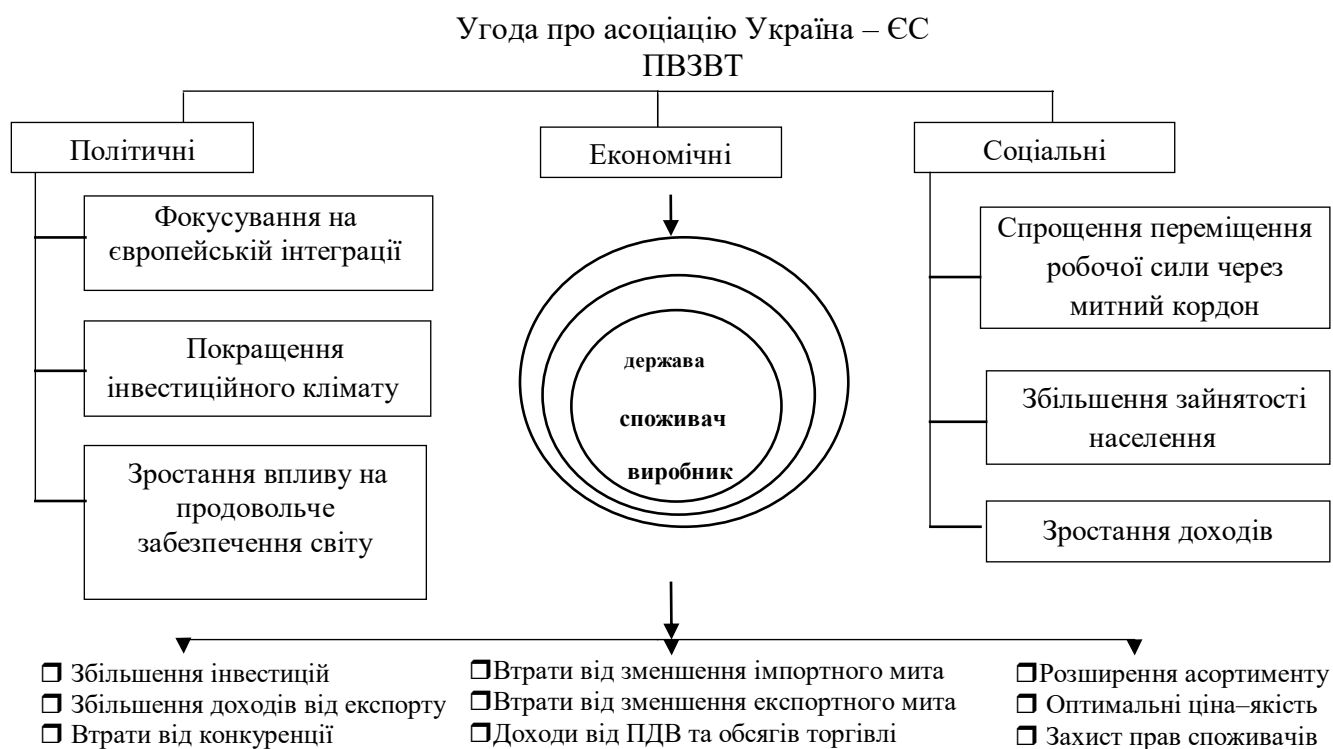 Угода про асоціацію Україна – ЄС
ПВЗВТ
Політичні
Економічні
Соціальні
Фокусування на
європейській інтеграції
Покращення
інвестиційного клімату
Зростання впливу на
продовольче
забезпечення світу
держава
споживач
виробник
Спрощення переміщення
робочої сили через
митний кордон
Збільшення зайнятості
населення
Зростання доходів
❒ Збільшення інвестицій
❒ Збільшення доходів від експорту
❒ Втрати від конкуренції
❒Втрати від зменшення імпортного мита
❒Втрати від зменшення експортного мита
❒Доходи від ПДВ та обсягів торгівлі
❒Розширення асортименту
❒ Оптимальні ціна–якість
❒ Захист прав споживачів